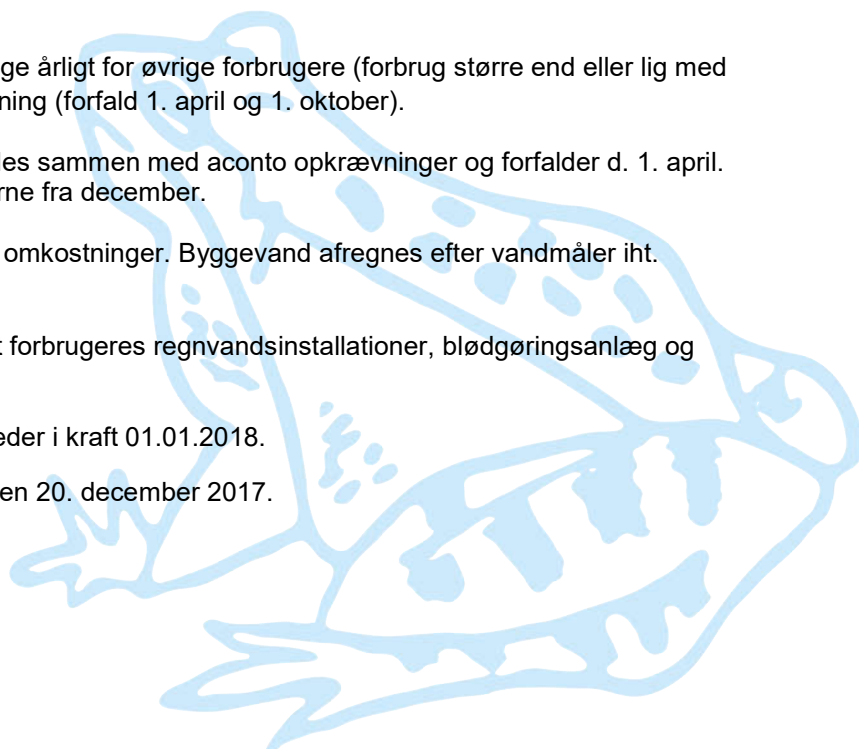 ge årligt for øvrige forbrugere (forbrug større end eller lig med
ning (forfald 1. april og 1. oktober).
les sammen med aconto opkrævninger og forfalder d. 1. april.
rne fra december.
omkostninger. Byggevand afregnes efter vandmåler iht.
t forbrugeres regnvandsinstallationer, blødgøringsanlæg og
eder i kraft 01.01.2018.
en 20. december 2017.